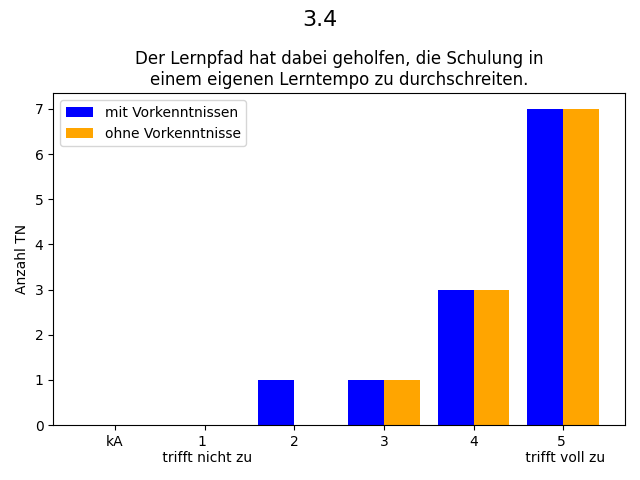 3.4
Der Lernpfad hat dabei geholfen, die Schulung in
einem eigenen Lerntempo zu durchschreiten.
mit Vorkenntnissen
ohne Vorkenntnisse
Anzahl TN
7
6
5
4
3
2
1
0
kA 1 2 3 4 5
trifft nicht zu trifft voll zu